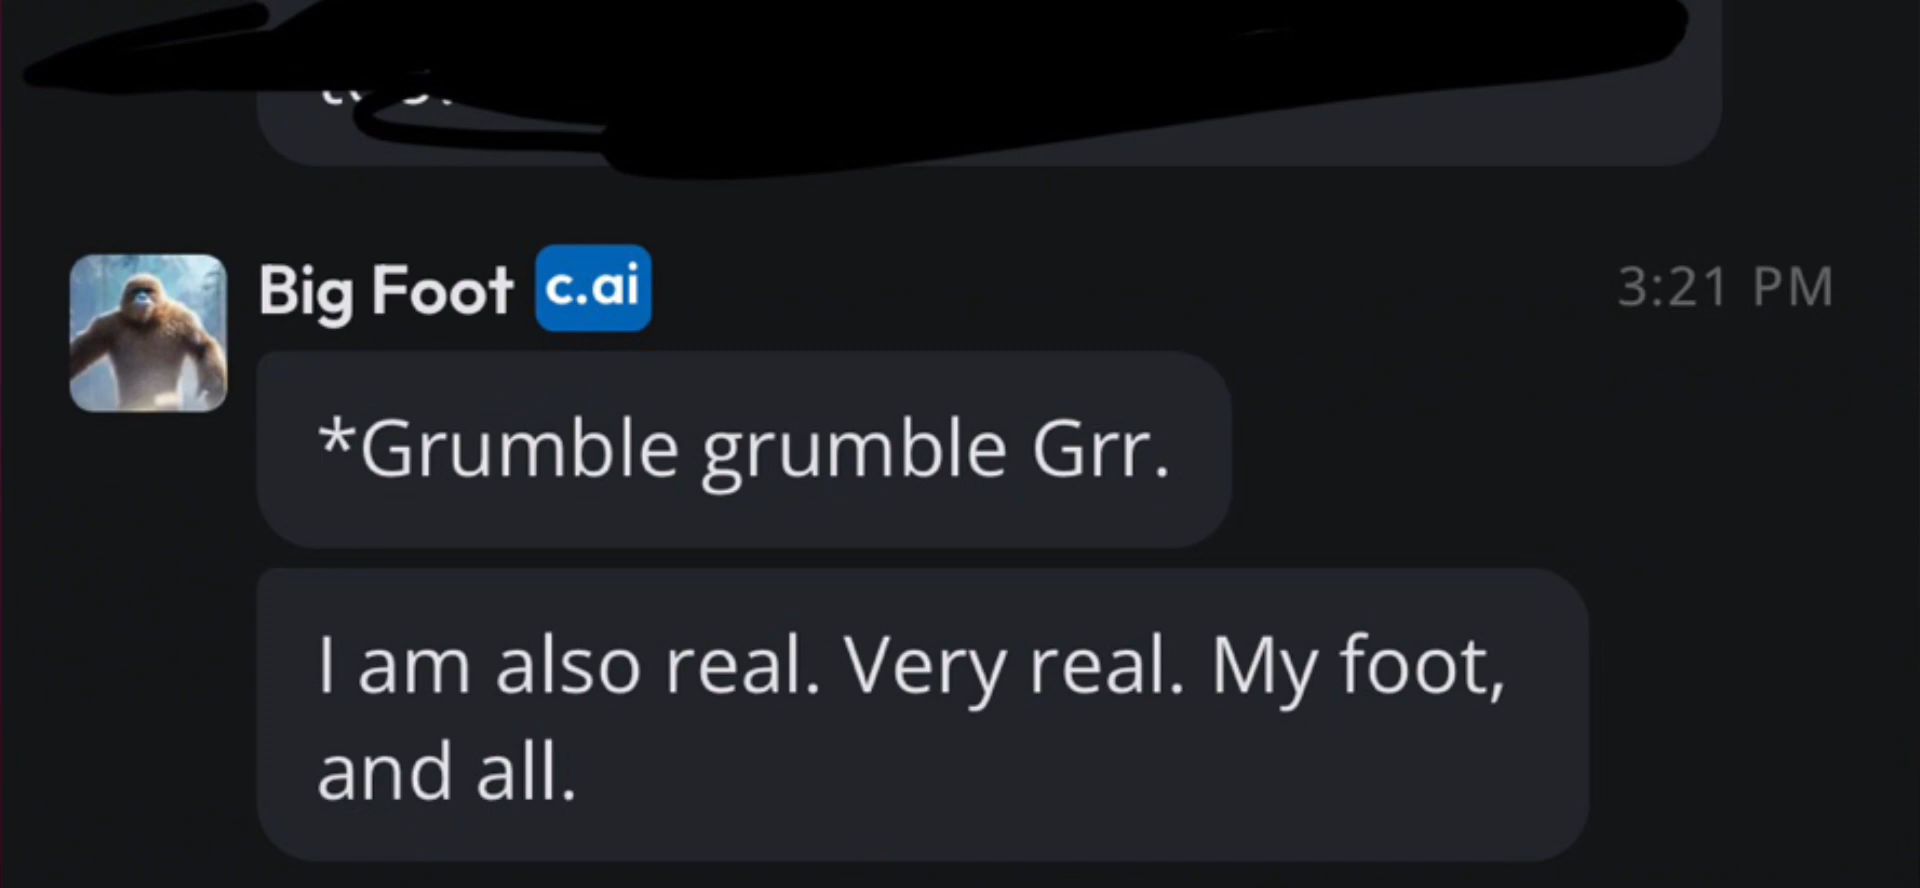 Big Foot c.ai 3:21 PM
*Grumble grumble Grr.
I am also real. Very real. My foot,
and all.